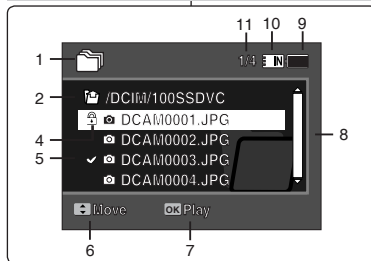 11 10 9
1 1/4 IN
2 /DCIM/100SSDVC
DCAM0001.JPG 8
4 DCAM0002.JPG
5 DCAM0003.JPG
DCAM0004.JPG
Move OK Play
6 7